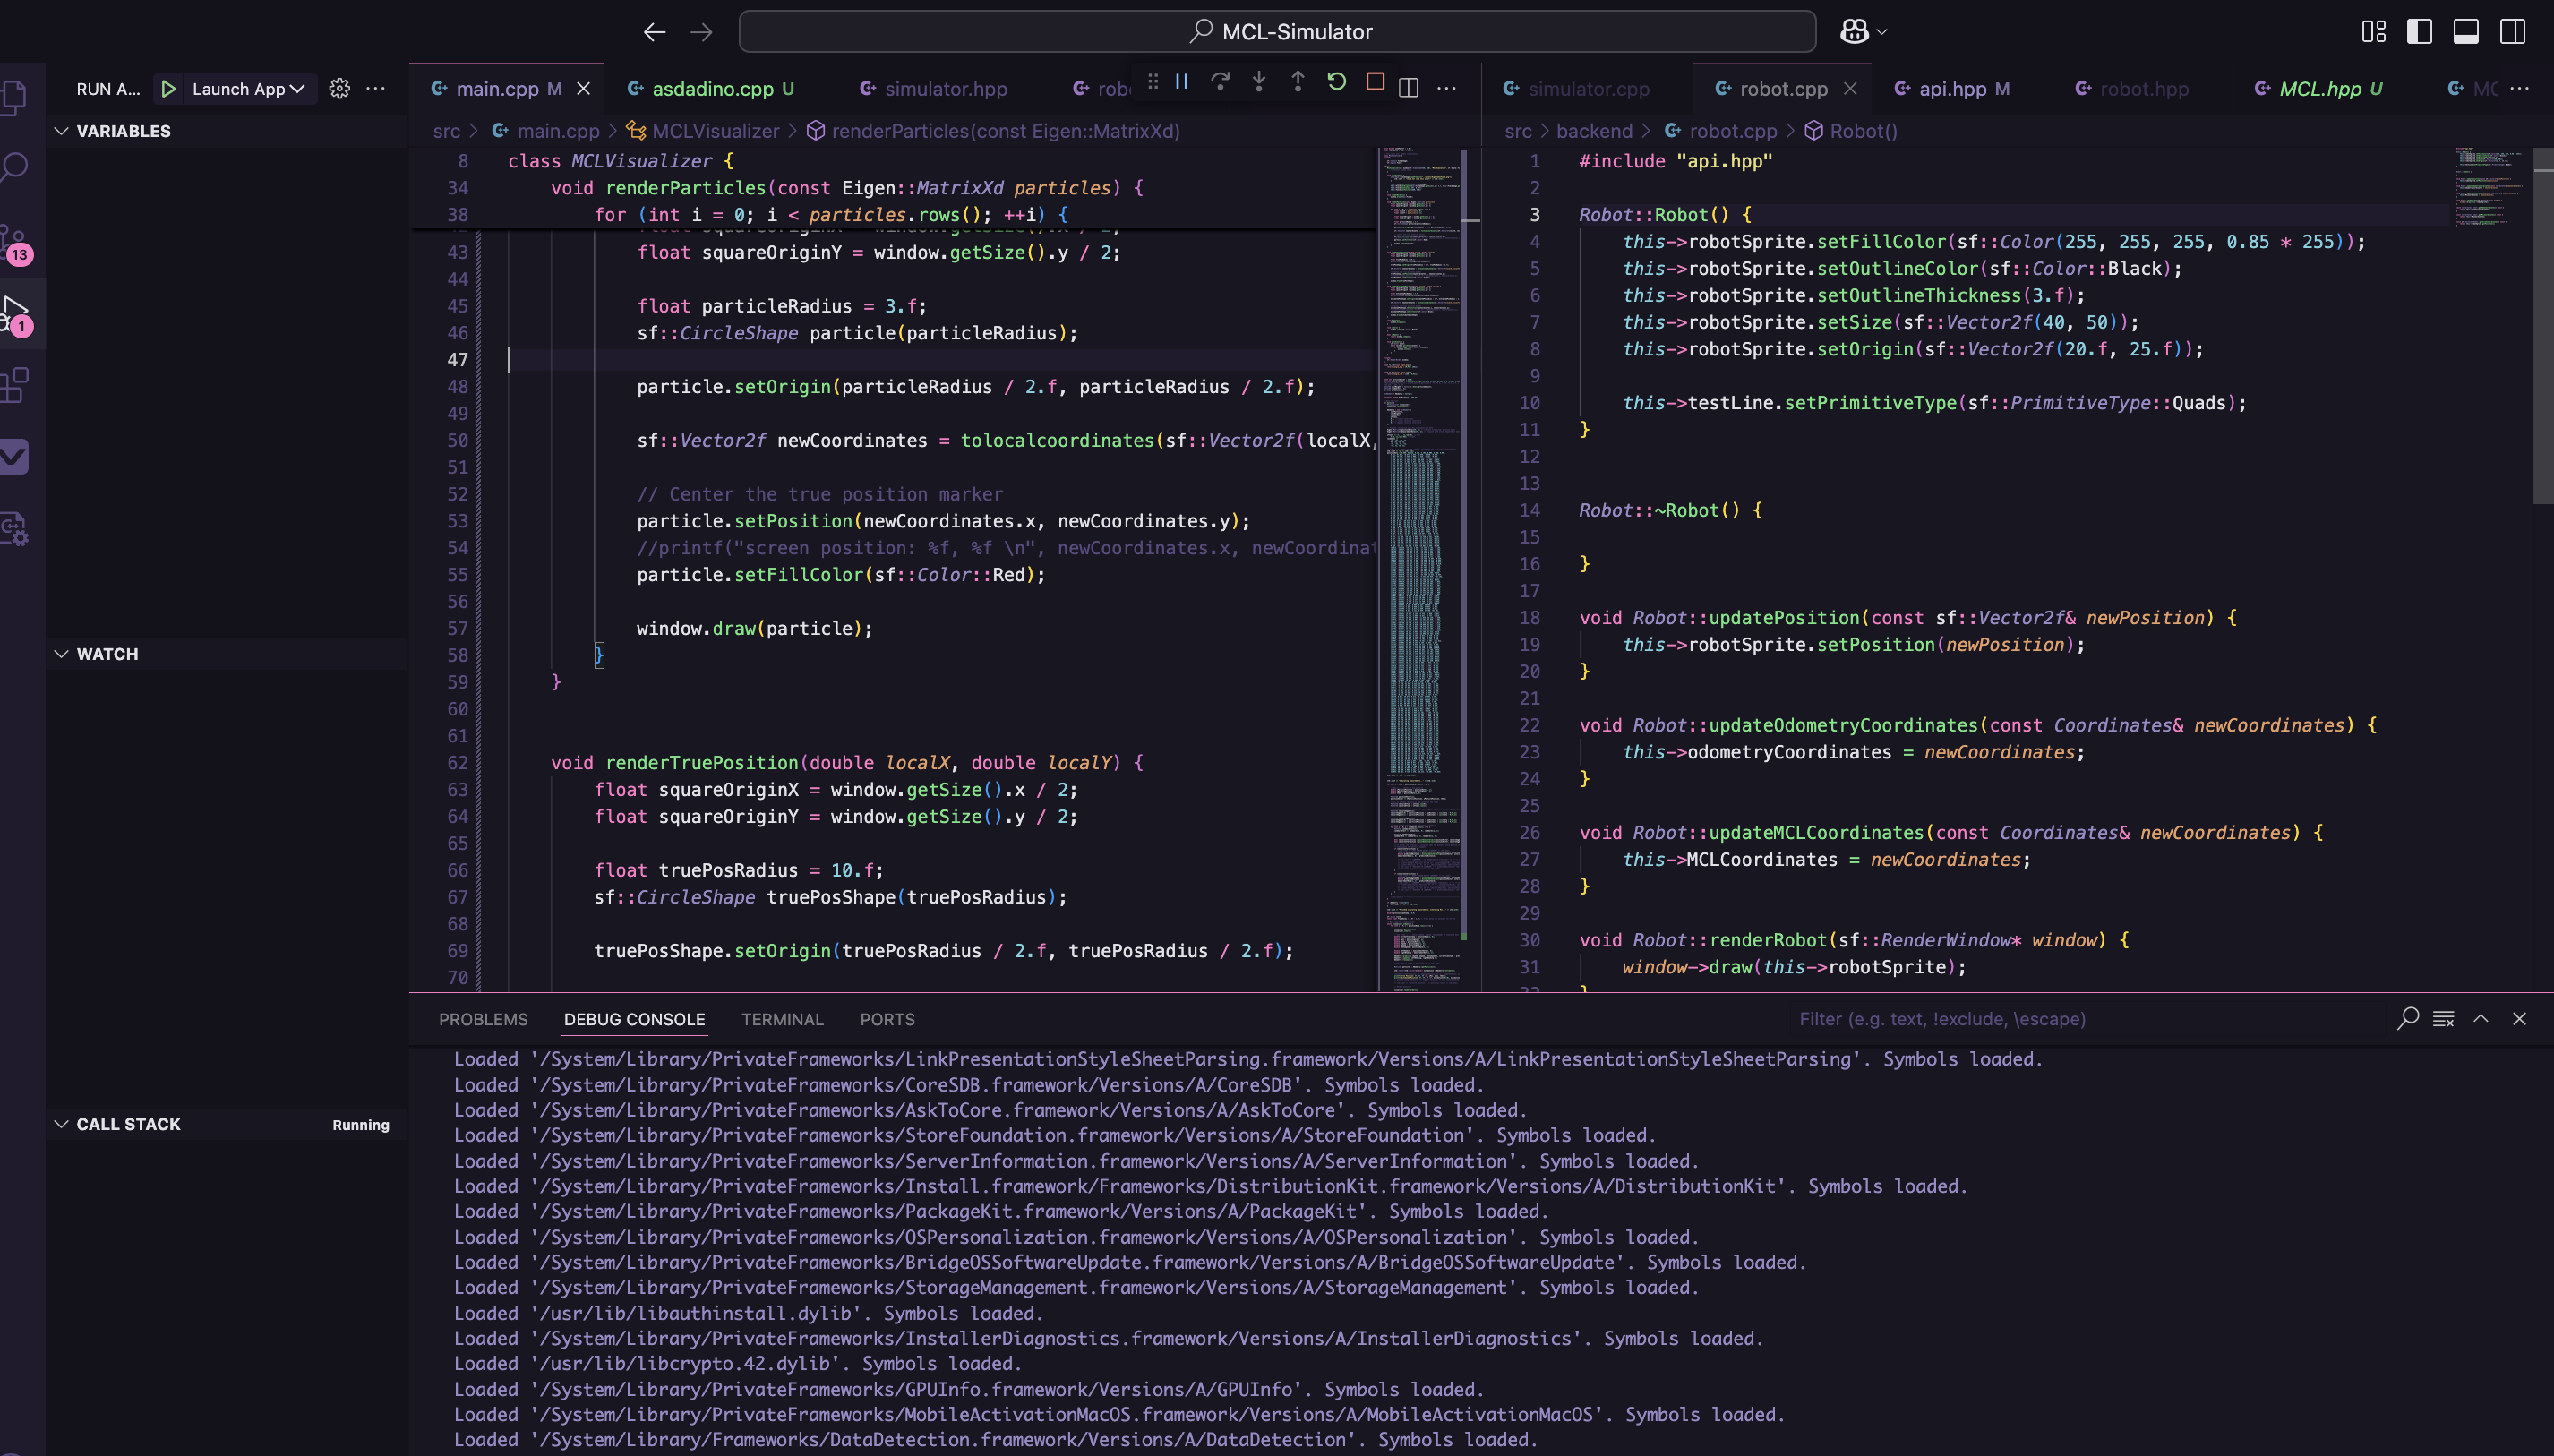 MCL-Simulator
RUN A...
Launch App
main.cpp M
asdadino.cpp U
simulator.hpp
simulator.cpp
robot.cpp
api.hpp M
robot.hpp
MCL.hpp U
VARIABLES
13
1
WATCH
CALL STACK
Running
src > main.cpp > MCLVisualizer > renderParticles(const Eigen::MatrixXd)
8 class MCLVisualizer {
34 void renderParticles(const Eigen::MatrixXd particles) {
38 for (int i = 0; i < particles.rows(); ++i) {
43 float squareOriginY = window.getSize().y / 2;
44
45 float particleRadius = 3.f;
46 sf::CircleShape particle(particleRadius);
47
48 particle.setOrigin(particleRadius / 2.f, particleRadius / 2.f);
49
50 sf::Vector2f newCoordinates = tolocalcoordinates(sf::Vector2f(localX,
51
52 // Center the true position marker
53 particle.setPosition(newCoordinates.x, newCoordinates.y);
54 //printf("screen position: %f, %f \n", newCoordinates.x, newCoordinat
55 particle.setFillColor(sf::Color::Red);
56
57 window.draw(particle);
58 }
59 }
60
61
62 void renderTruePosition(double localX, double localY) {
63 float squareOriginX = window.getSize().x / 2;
64 float squareOriginY = window.getSize().y / 2;
65
66 float truePosRadius = 10.f;
67 sf::CircleShape truePosShape(truePosRadius);
68
69 truePosShape.setOrigin(truePosRadius / 2.f, truePosRadius / 2.f);
70
src > backend > robot.cpp > Robot()
1 #include "api.hpp"
2
3 Robot::Robot() {
4 this->robotSprite.setFillColor(sf::Color(255, 255, 255, 0.85 * 255));
5 this->robotSprite.setOutlineColor(sf::Color::Black);
6 this->robotSprite.setOutlineThickness(3.f);
7 this->robotSprite.setSize(sf::Vector2f(40, 50));
8 this->robotSprite.setOrigin(sf::Vector2f(20.f, 25.f));
9
10 this->testLine.setPrimitiveType(sf::PrimitiveType::Quads);
11 }
12
13
14 Robot::~Robot() {
15
16 }
17
18 void Robot::updatePosition(const sf::Vector2f& newPosition) {
19 this->robotSprite.setPosition(newPosition);
20 }
21
22 void Robot::updateOdometryCoordinates(const Coordinates& newCoordinates) {
23 this->odometryCoordinates = newCoordinates;
24 }
25
26 void Robot::updateMCLCoordinates(const Coordinates& newCoordinates) {
27 this->MCLCoordinates = newCoordinates;
28 }
29
30 void Robot::renderRobot(sf::RenderWindow* window) {
31 window->draw(this->robotSprite);
PROBLEMS
DEBUG CONSOLE
TERMINAL
PORTS
Filter (e.g. text, !exclude, \escape)
Loaded '/System/Library/PrivateFrameworks/LinkPresentationStyleSheetParsing.framework/Versions/A/LinkPresentationStyleSheetParsing'. Symbols loaded.
Loaded '/System/Library/PrivateFrameworks/CoreSDB.framework/Versions/A/CoreSDB'. Symbols loaded.
Loaded '/System/Library/PrivateFrameworks/AskToCore.framework/Versions/A/AskToCore'. Symbols loaded.
Loaded '/System/Library/PrivateFrameworks/StoreFoundation.framework/Versions/A/StoreFoundation'. Symbols loaded.
Loaded '/System/Library/PrivateFrameworks/ServerInformation.framework/Versions/A/ServerInformation'. Symbols loaded.
Loaded '/System/Library/PrivateFrameworks/Install.framework/Frameworks/DistributionKit.framework/Versions/A/DistributionKit'. Symbols loaded.
Loaded '/System/Library/PrivateFrameworks/PackageKit.framework/Versions/A/PackageKit'. Symbols loaded.
Loaded '/System/Library/PrivateFrameworks/OSPersonalization.framework/Versions/A/OSPersonalization'. Symbols loaded.
Loaded '/System/Library/PrivateFrameworks/BridgeOSSoftwareUpdate.framework/Versions/A/BridgeOSSoftwareUpdate'. Symbols loaded.
Loaded '/System/Library/PrivateFrameworks/StorageManagement.framework/Versions/A/StorageManagement'. Symbols loaded.
Loaded '/usr/lib/libauthinstall.dylib'. Symbols loaded.
Loaded '/System/Library/PrivateFrameworks/InstallerDiagnostics.framework/Versions/A/InstallerDiagnostics'. Symbols loaded.
Loaded '/usr/lib/libcrypto.42.dylib'. Symbols loaded.
Loaded '/System/Library/PrivateFrameworks/GPUInfo.framework/Versions/A/GPUInfo'. Symbols loaded.
Loaded '/System/Library/PrivateFrameworks/MobileActivationMacOS.framework/Versions/A/MobileActivationMacOS'. Symbols loaded.
Loaded '/System/Library/Frameworks/DataDetection.framework/Versions/A/DataDetection'. Symbols loaded.